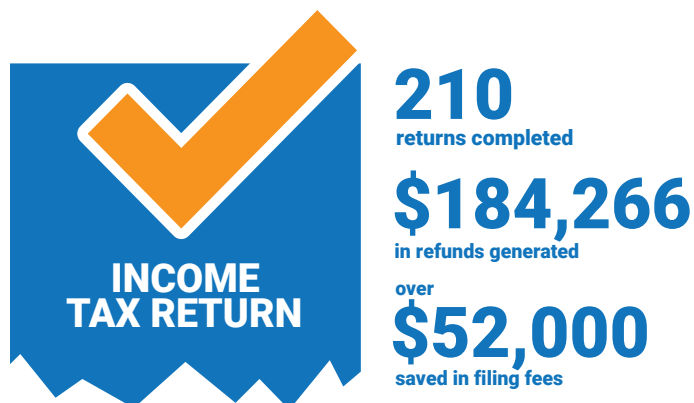 INCOME
TAX RETURN
210
returns completed
$184,266
in refunds generated
over
$52,000
saved in filing fees